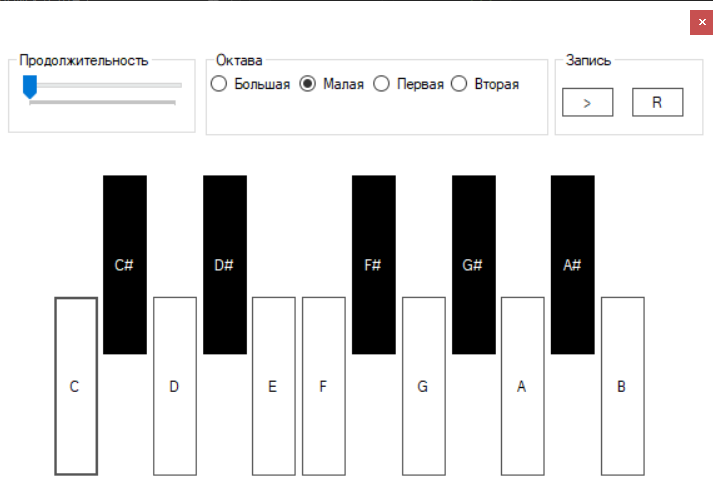 ×
Продолжительность
Октава
Запись
Большая Малая Первая Вторая
> R
C# D# F# G# A#
C D E F G A B